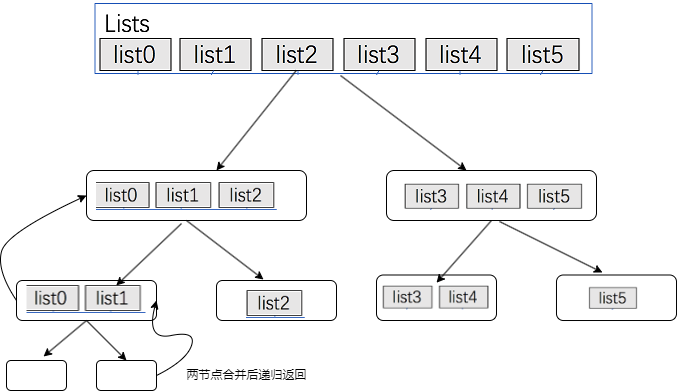 Lists
list0 list1 list2 list3 list4 list5
list0 list1 list2
list3 list4 list5
list0 list1
list2
list3 list4
list5
两节点合并后递归返回